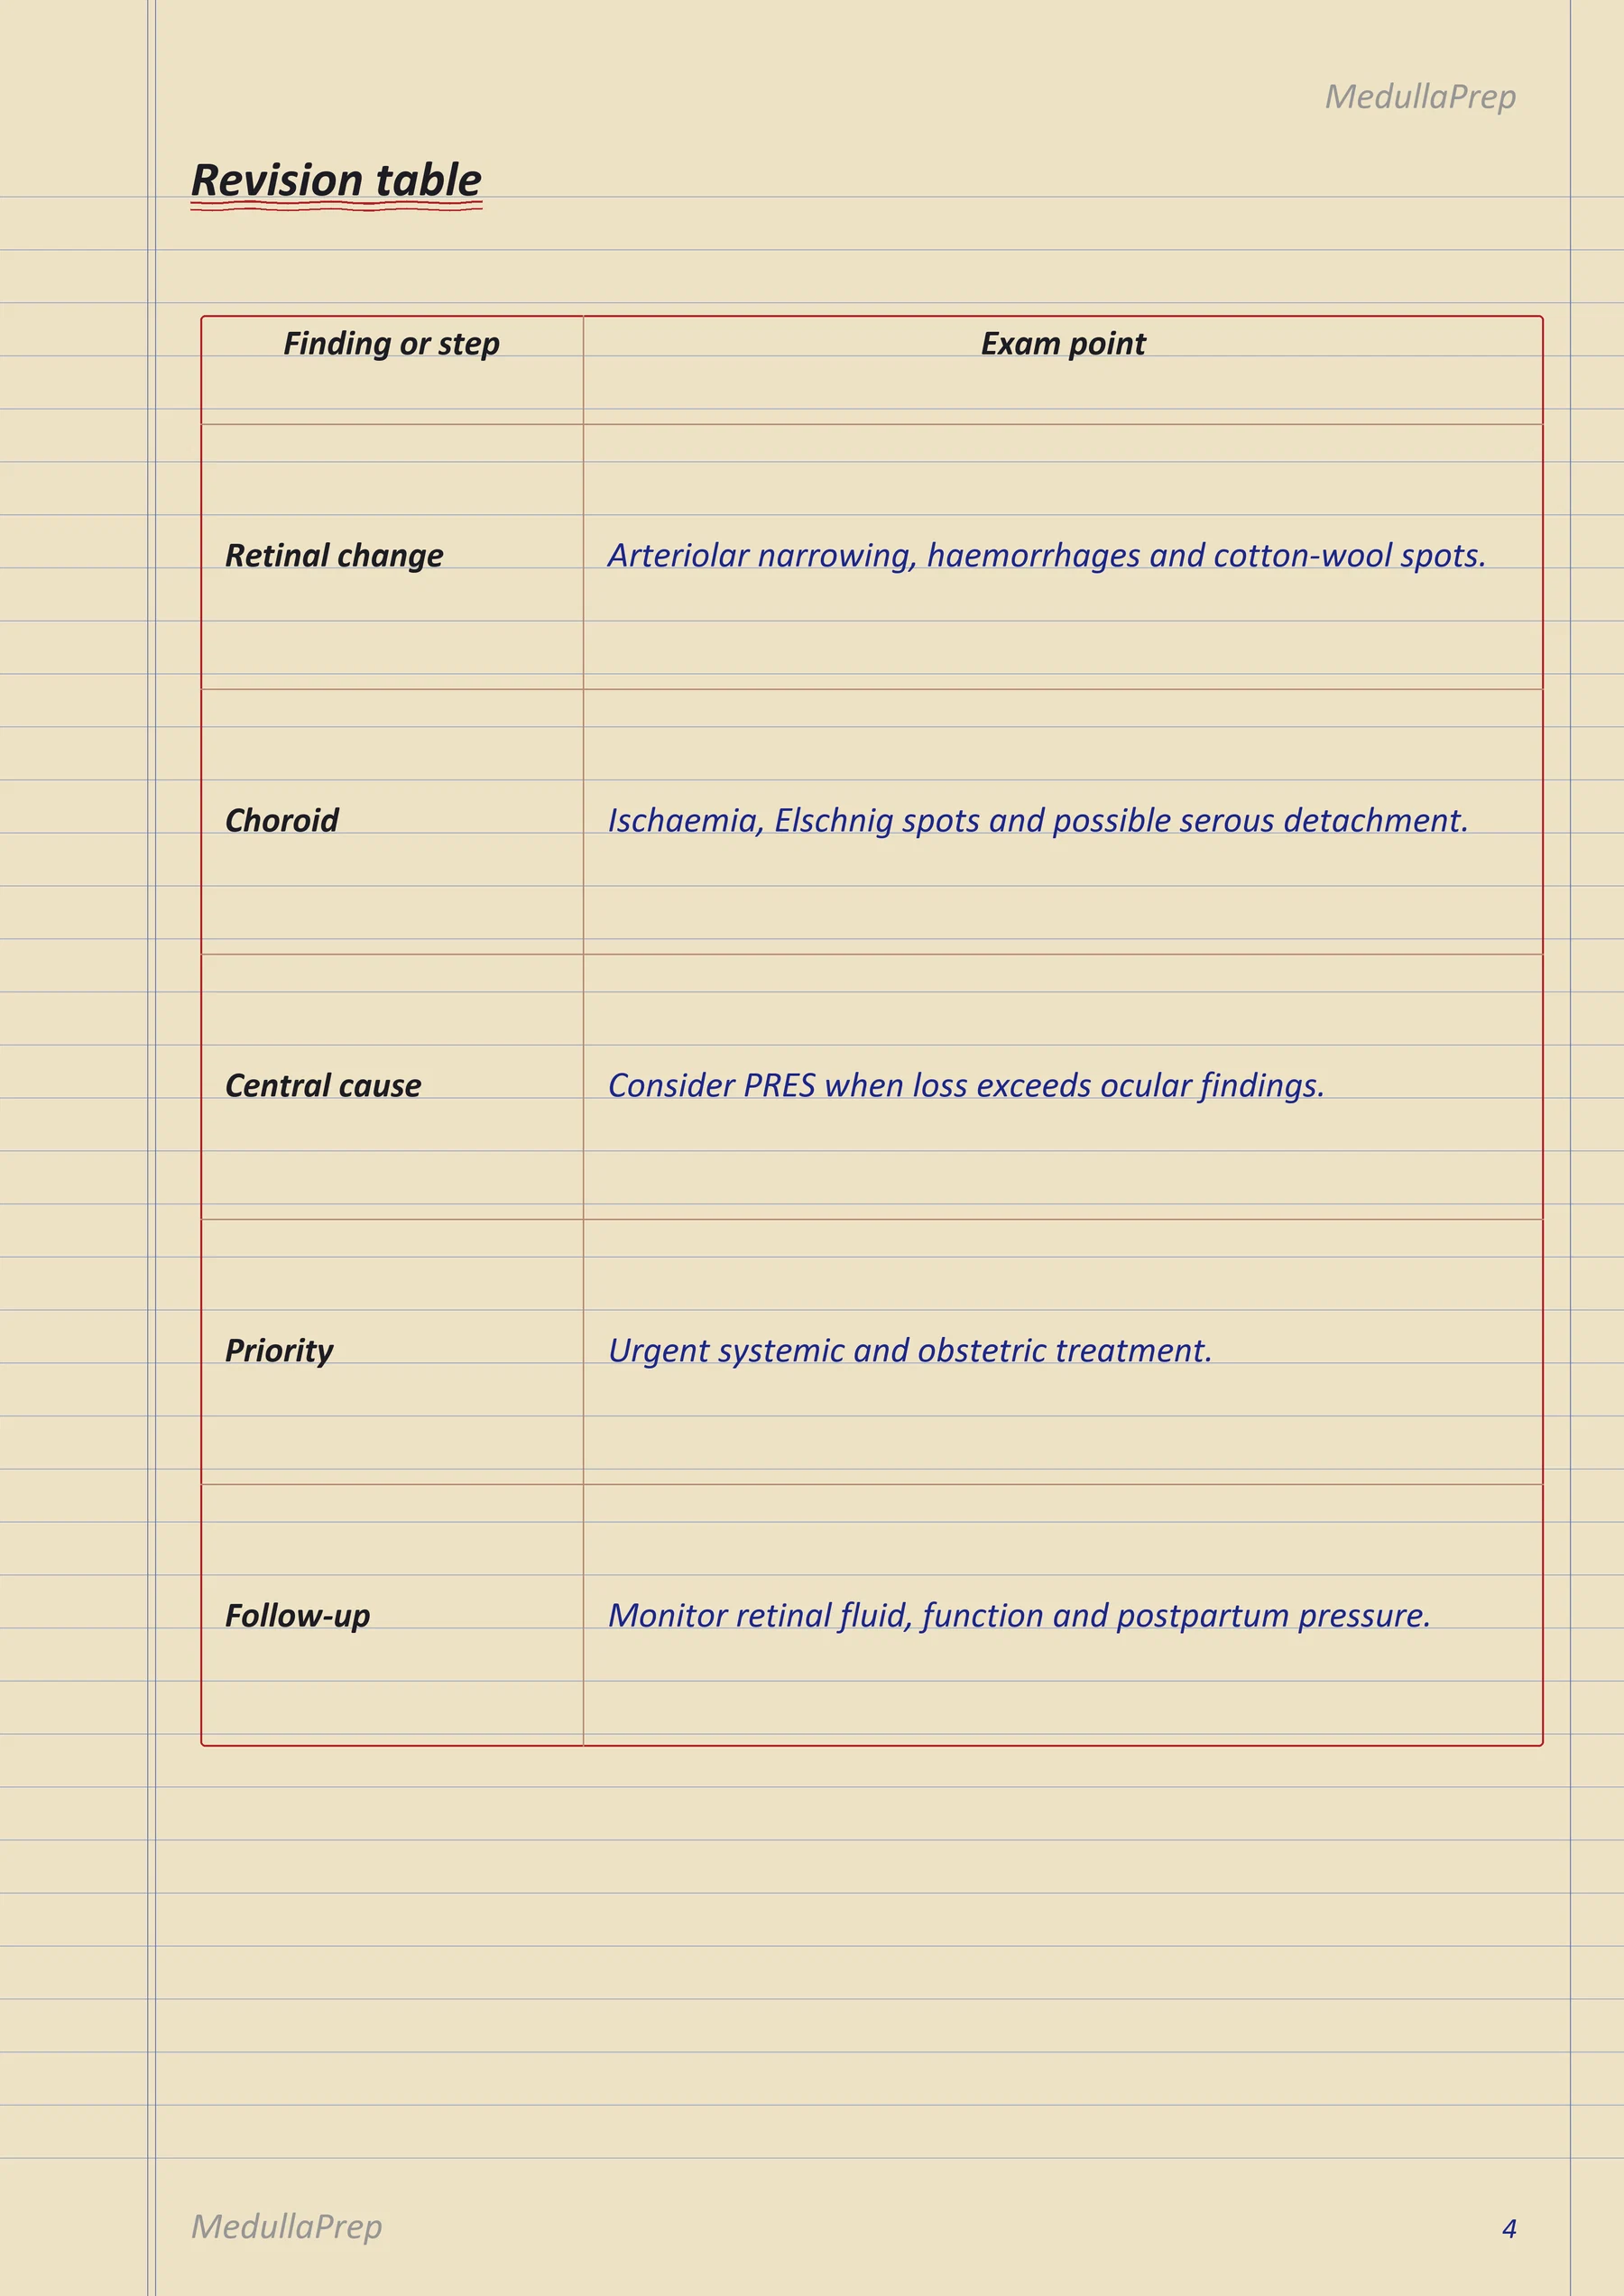 MedullaPrep
Revision table
Finding or step Exam point
Retinal change Arteriolar narrowing, haemorrhages and cotton-wool spots.
Choroid Ischaemia, Elschnig spots and possible serous detachment.
Central cause Consider PRES when loss exceeds ocular findings.
Priority Urgent systemic and obstetric treatment.
Follow-up Monitor retinal fluid, function and postpartum pressure.
MedullaPrep 4